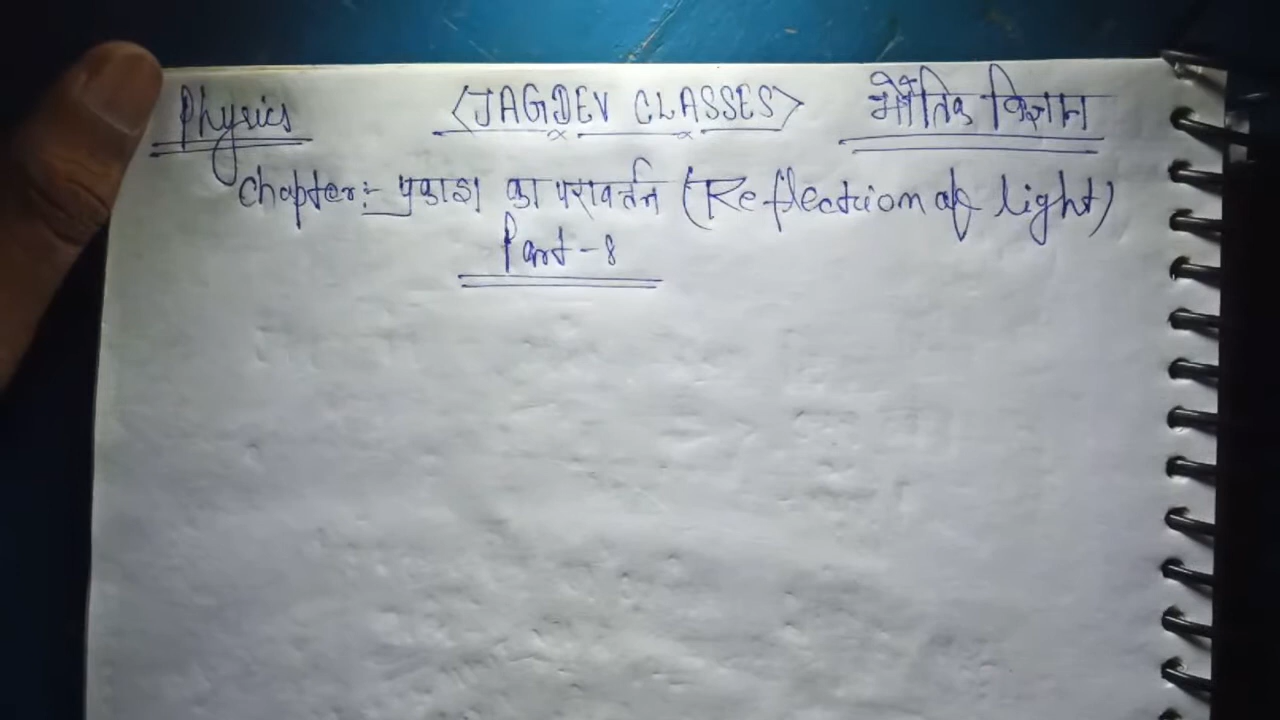 Physics <JAGDEV CLASSES> भौतिक विज्ञान
Chapter:- प्रकाश का परावर्तन (Reflection of light)
Part-8